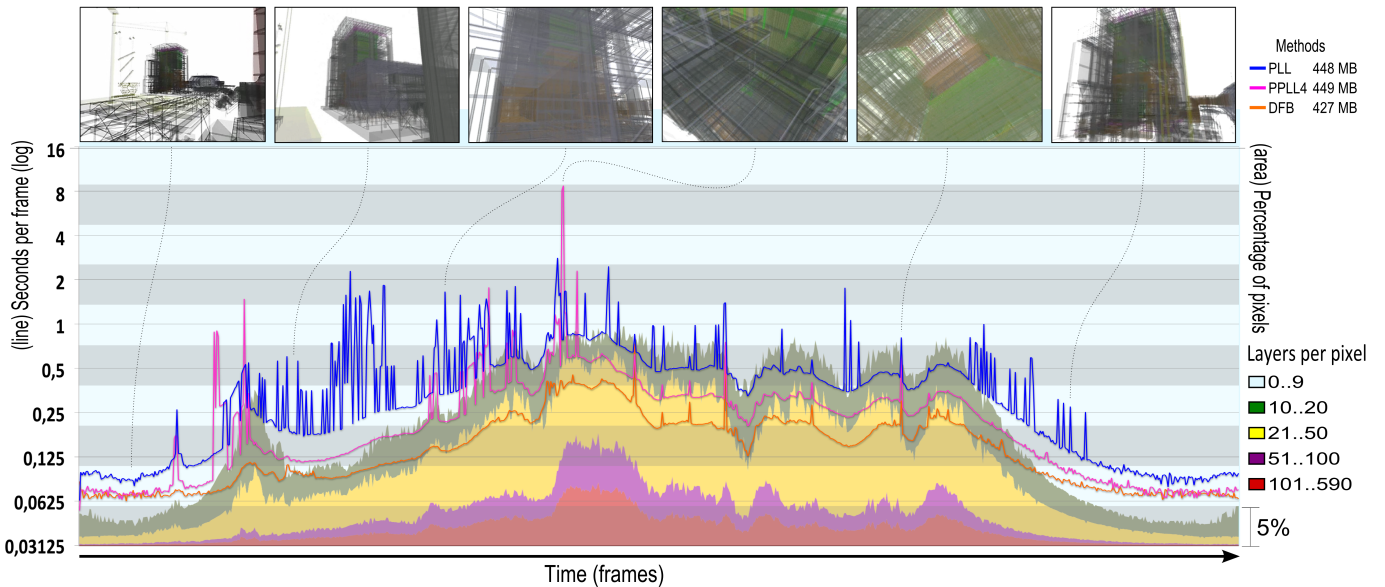 Methods
PLL 448 MB
PPLL4 449 MB
DFB 427 MB
(line) Seconds per frame (log)
16
8
4
2
1
0,5
0,25
0,125
0,0625
0,03125
(area) Percentage of pixels
Layers per pixel
0..9
10..20
21..50
51..100
101..590
5%
Time (frames)